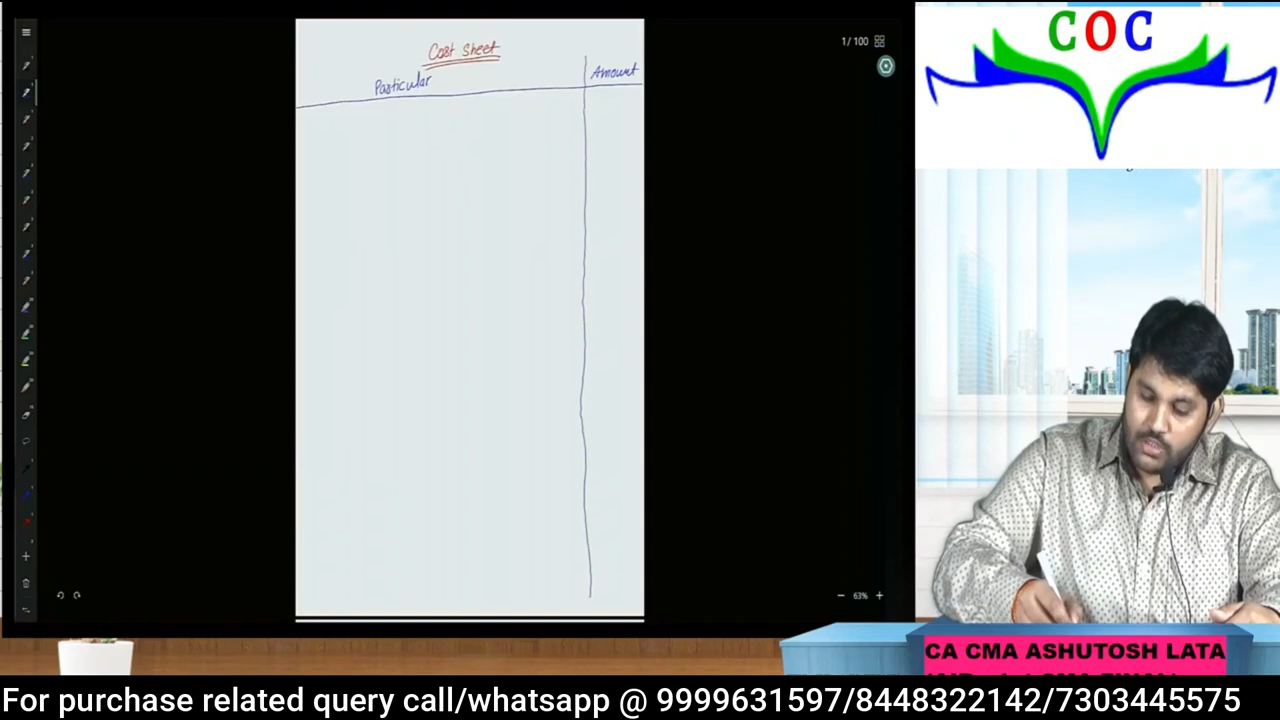 Cost Sheet
Particular
Amount
1/100
63%
COC
CA CMA ASHUTOSH LATA
For purchase related query call/whatsapp @ 9999631597/8448322142/7303445575